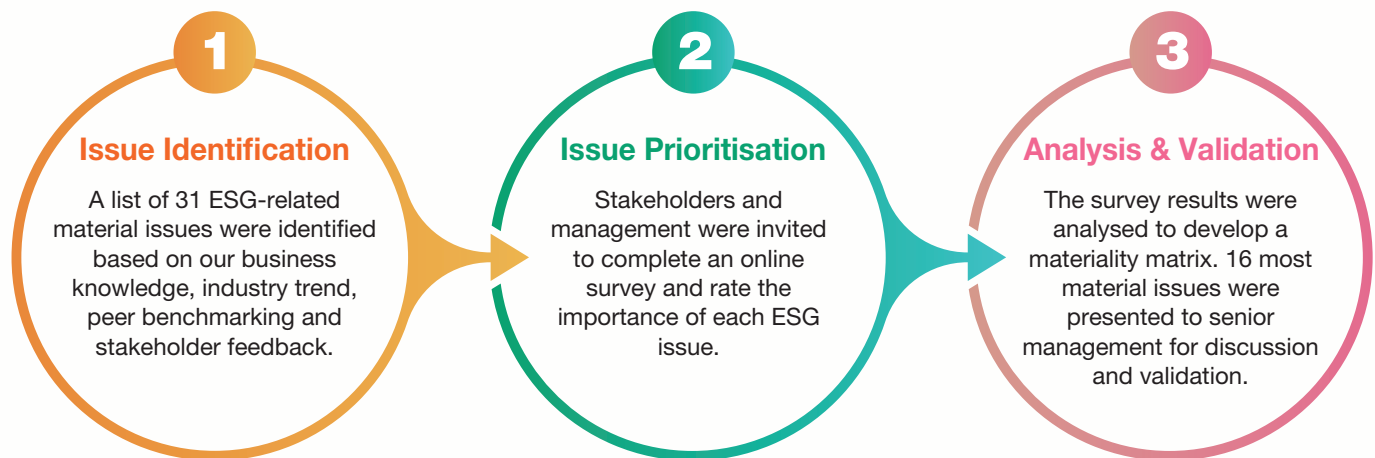 1
Issue Identification
A list of 31 ESG-related
material issues were identified
based on our business
knowledge, industry trend,
peer benchmarking and
stakeholder feedback.
2
Issue Prioritisation
Stakeholders and
management were invited
to complete an online
survey and rate the
importance of each ESG
issue.
3
Analysis & Validation
The survey results were
analysed to develop a
materiality matrix. 16 most
material issues were
presented to senior
management for discussion
and validation.